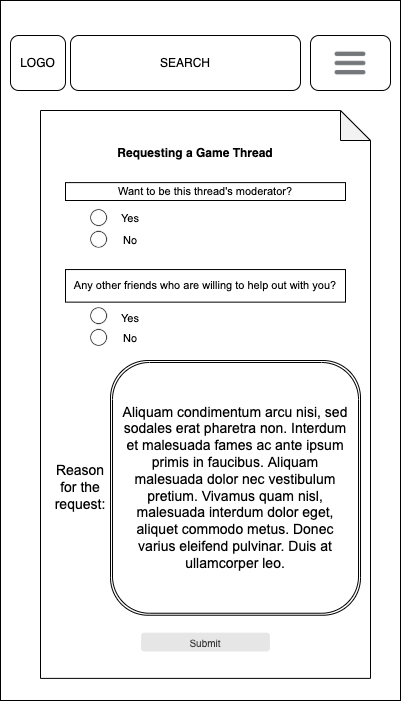 LOGO
SEARCH
Requesting a Game Thread
Want to be this thread's moderator?
Yes
No
Any other friends who are willing to help out with you?
Yes
No
Reason
for the
request:
Aliquam condimentum arcu nisi, sed
sodales erat pharetra non. Interdum
et malesuada fames ac ante ipsum
primis in faucibus. Aliquam
malesuada dolor nec vestibulum
pretium. Vivamus quam nisl,
malesuada interdum dolor eget,
aliquet commodo metus. Donec
varius eleifend pulvinar. Duis at
ullamcorper leo.
Submit